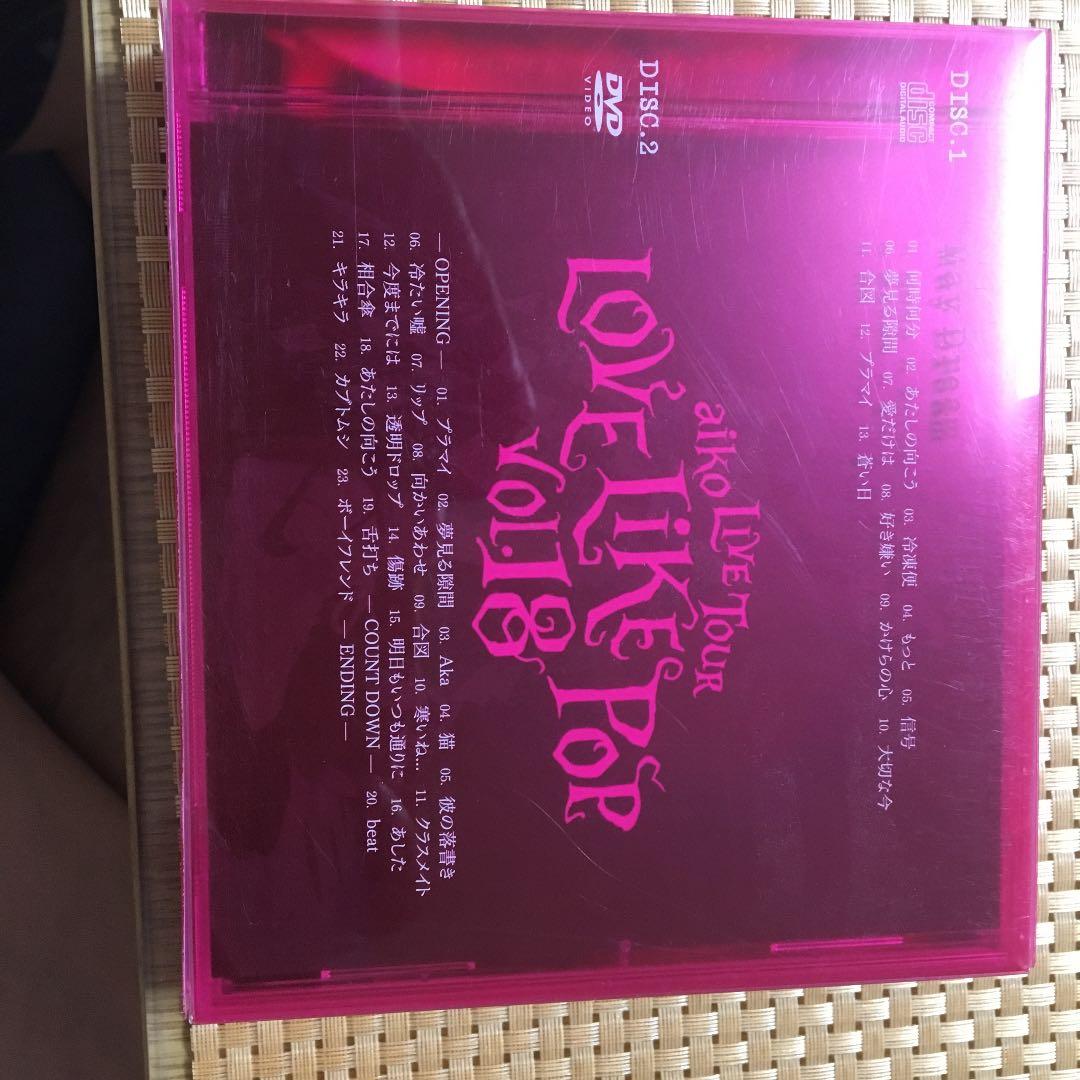 DISC.1
COMPACT
disc
DIGITAL AUDIO
May Dream
01. 何時何分 02. あたしの向こう 03. 冷凍便 04. もっと 05. 信号
06. 夢見る隙間 07. 愛だけは 08. 好き嫌い 09. かけらの心 10. 大切な今
11. 合図 12. プラマイ 13. 蒼い日
DISC.2
DVD
VIDEO
aiko LIVE TOUR
LOVE LIKE POP
vol.18
— OPENING — 01. プラマイ 02. 夢見る隙間 03. Aka 04. 猫 05. 彼の落書き
06. 冷たい嘘 07. リップ 08. 向かいあわせ 09. 合図 10. 寒いね… 11. クラスメイト
12. 今度までには 13. 透明ドロップ 14. 傷跡 15. 明日もいつも通りに 16. あした
17. 相合傘 18. あたしの向こう 19. 舌打ち — COUNT DOWN — 20. beat
21. キラキラ 22. カブトムシ 23. ボーイフレンド — ENDING —